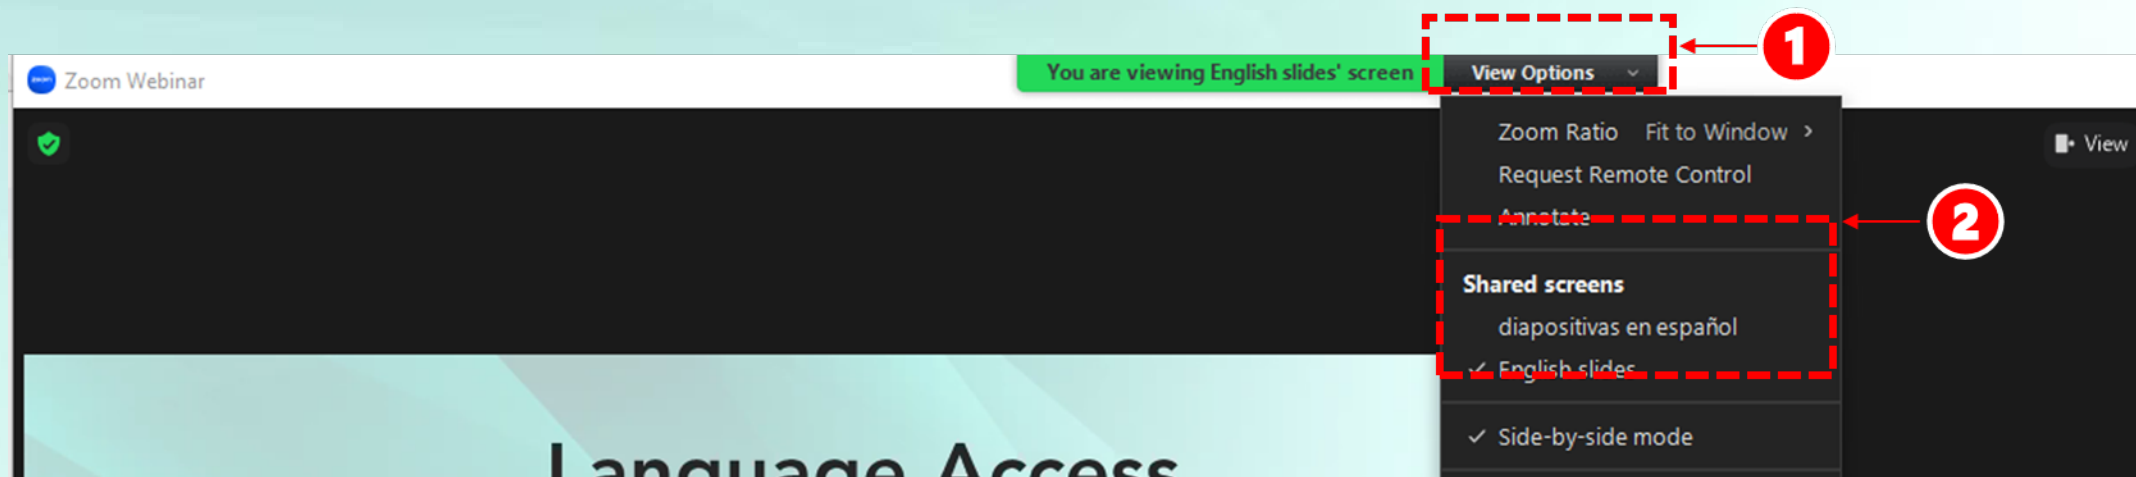 1
Zoom Webinar
You are viewing English slides' screen
View Options
Zoom Ratio Fit to Window
View
Request Remote Control
Annotate
2
Shared screens
diapositivas en español
English slides
Side-by-side mode
Language Access